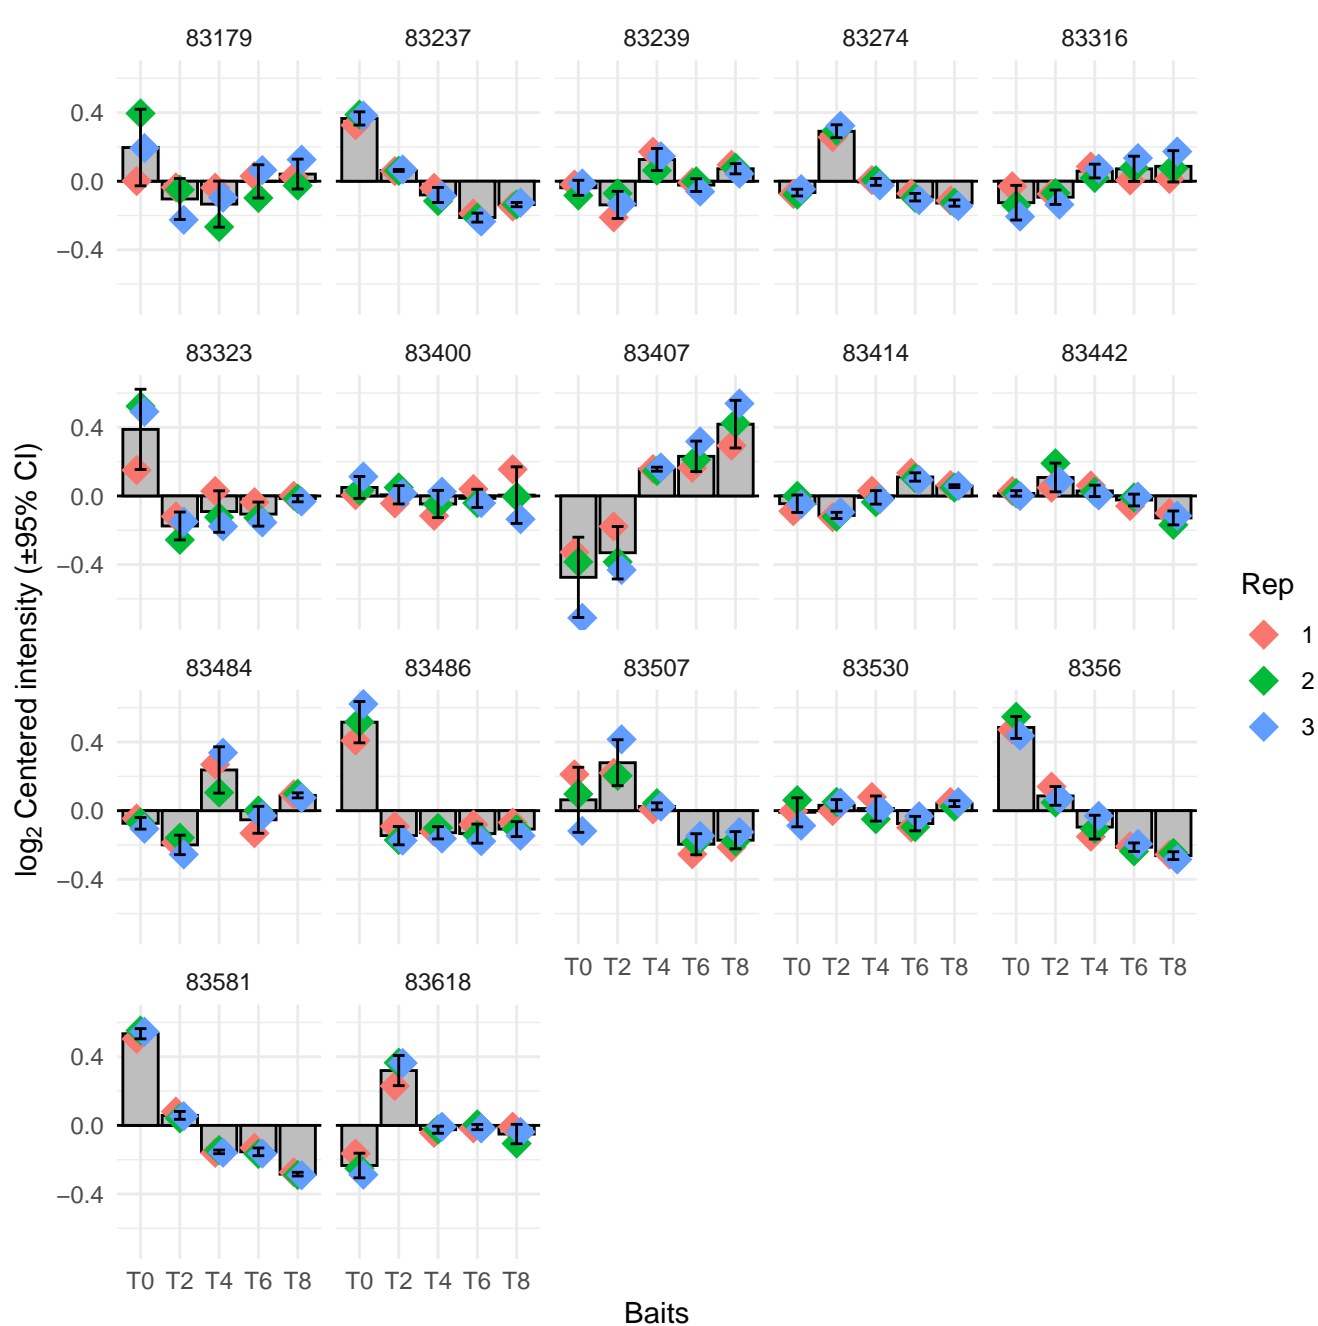 83179 83237 83239 83274 83316
0.4
0.0
−0.4
83323 83400 83407 83414 83442
0.4
0.0
−0.4
83484 83486 83507 83530 8356
0.4
0.0
−0.4
T0 T2 T4 T6 T8 T0 T2 T4 T6 T8 T0 T2 T4 T6 T8
83581 83618
0.4
0.0
−0.4
T0 T2 T4 T6 T8 T0 T2 T4 T6 T8
Baits
log2 Centered intensity (±95% CI)
Rep
1
2
3